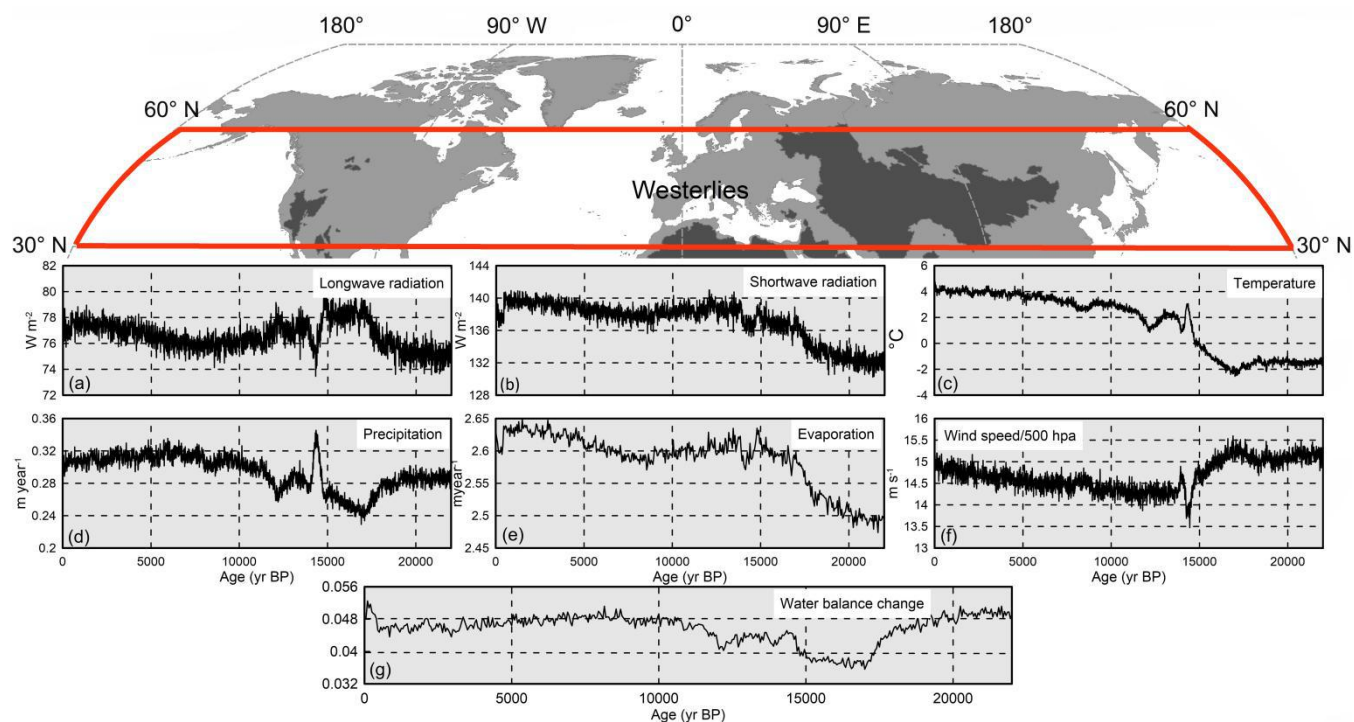 180° 90° W 0° 90° E 180°
60° N 60° N
Westerlies
30° N 30° N
82 80 78 76 74 72
W m-2
Longwave radiation
(a)
144 140 136 132 128
W m-2
Shortwave radiation
(b)
6 4 2 0 -2 -4
°C
Temperature
(c)
0.36 0.32 0.28 0.24 0.2
m year-1
Precipitation
(d)
0 5000 10000 15000 20000
Age (yr BP)
2.65 2.6 2.55 2.5 2.45
myear-1
Evaporation
(e)
0 5000 10000 15000 20000
Age (yr BP)
16 15.5 15 14.5 14 13.5 13
m s-1
Wind speed/500 hpa
(f)
0 5000 10000 15000 20000
Age (yr BP)
0.056 0.048 0.04 0.032
Water balance change
(g)
0 5000 10000 15000 20000
Age (yr BP)